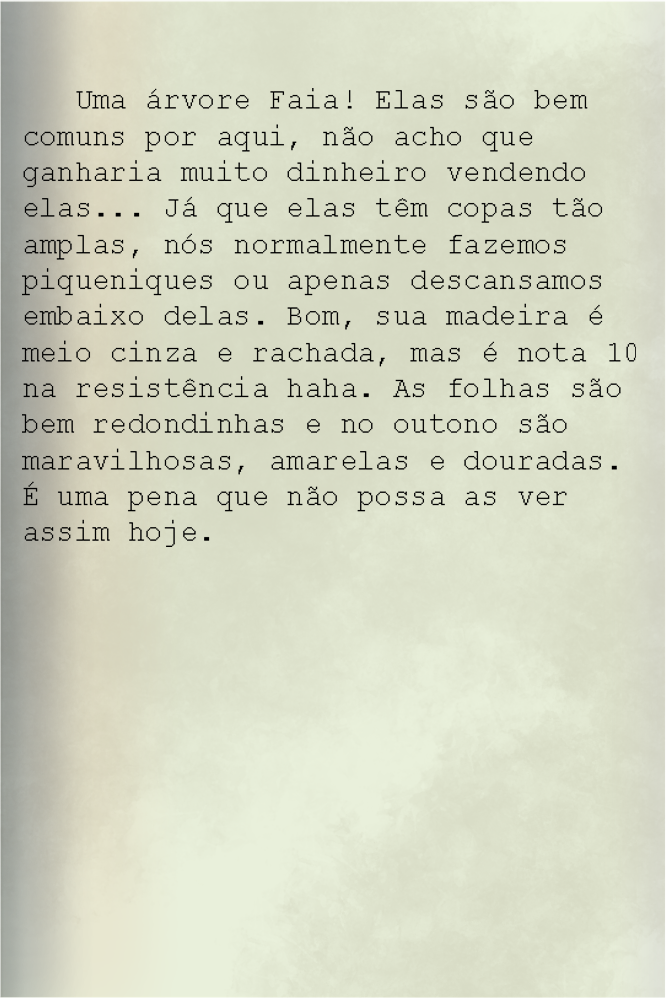 Uma árvore Faia! Elas são bem
comuns por aqui, não acho que
ganharia muito dinheiro vendendo
elas... Já que elas têm copas tão
amplas, nós normalmente fazemos
piqueniques ou apenas descansamos
embaixo delas. Bom, sua madeira é
meio cinza e rachada, mas é nota 10
na resistência haha. As folhas são
bem redondinhas e no outono são
maravilhosas, amarelas e douradas.
É uma pena que não possa as ver
assim hoje.